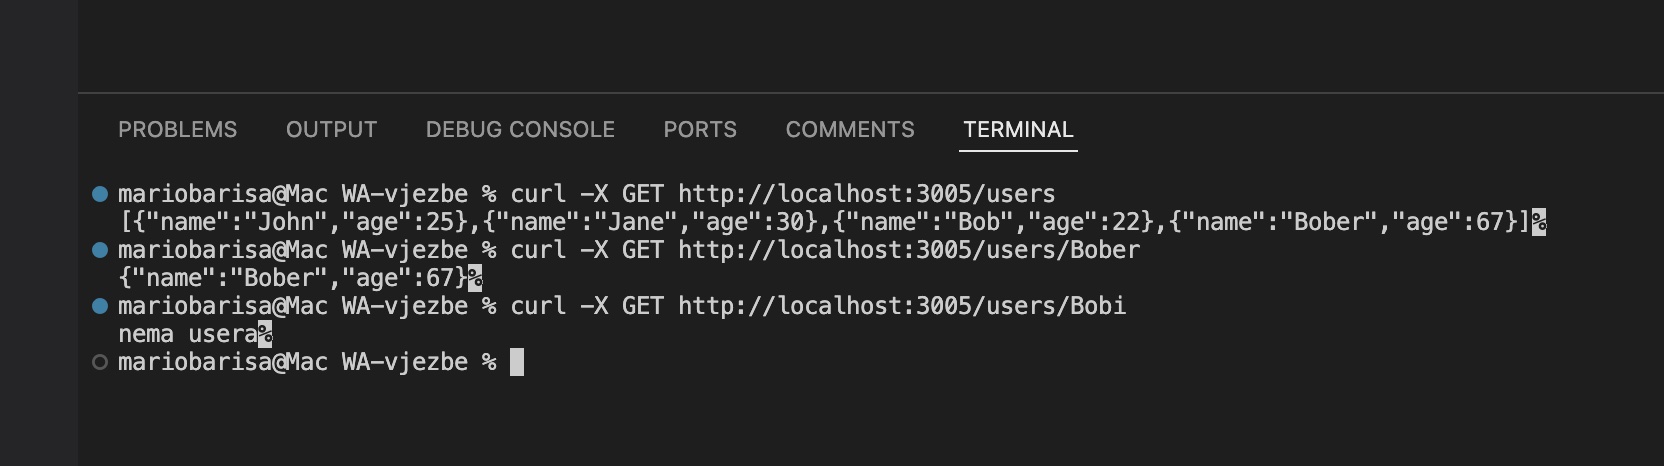 PROBLEMS OUTPUT DEBUG CONSOLE PORTS COMMENTS TERMINAL
mariobarisa@Mac WA-vjezbe % curl -X GET http://localhost:3005/users
[{"name":"John","age":25},{"name":"Jane","age":30},{"name":"Bob","age":22},{"name":"Bober","age":67}]%
mariobarisa@Mac WA-vjezbe % curl -X GET http://localhost:3005/users/Bober
{"name":"Bober","age":67}%
mariobarisa@Mac WA-vjezbe % curl -X GET http://localhost:3005/users/Bobi
nema usera%
mariobarisa@Mac WA-vjezbe %